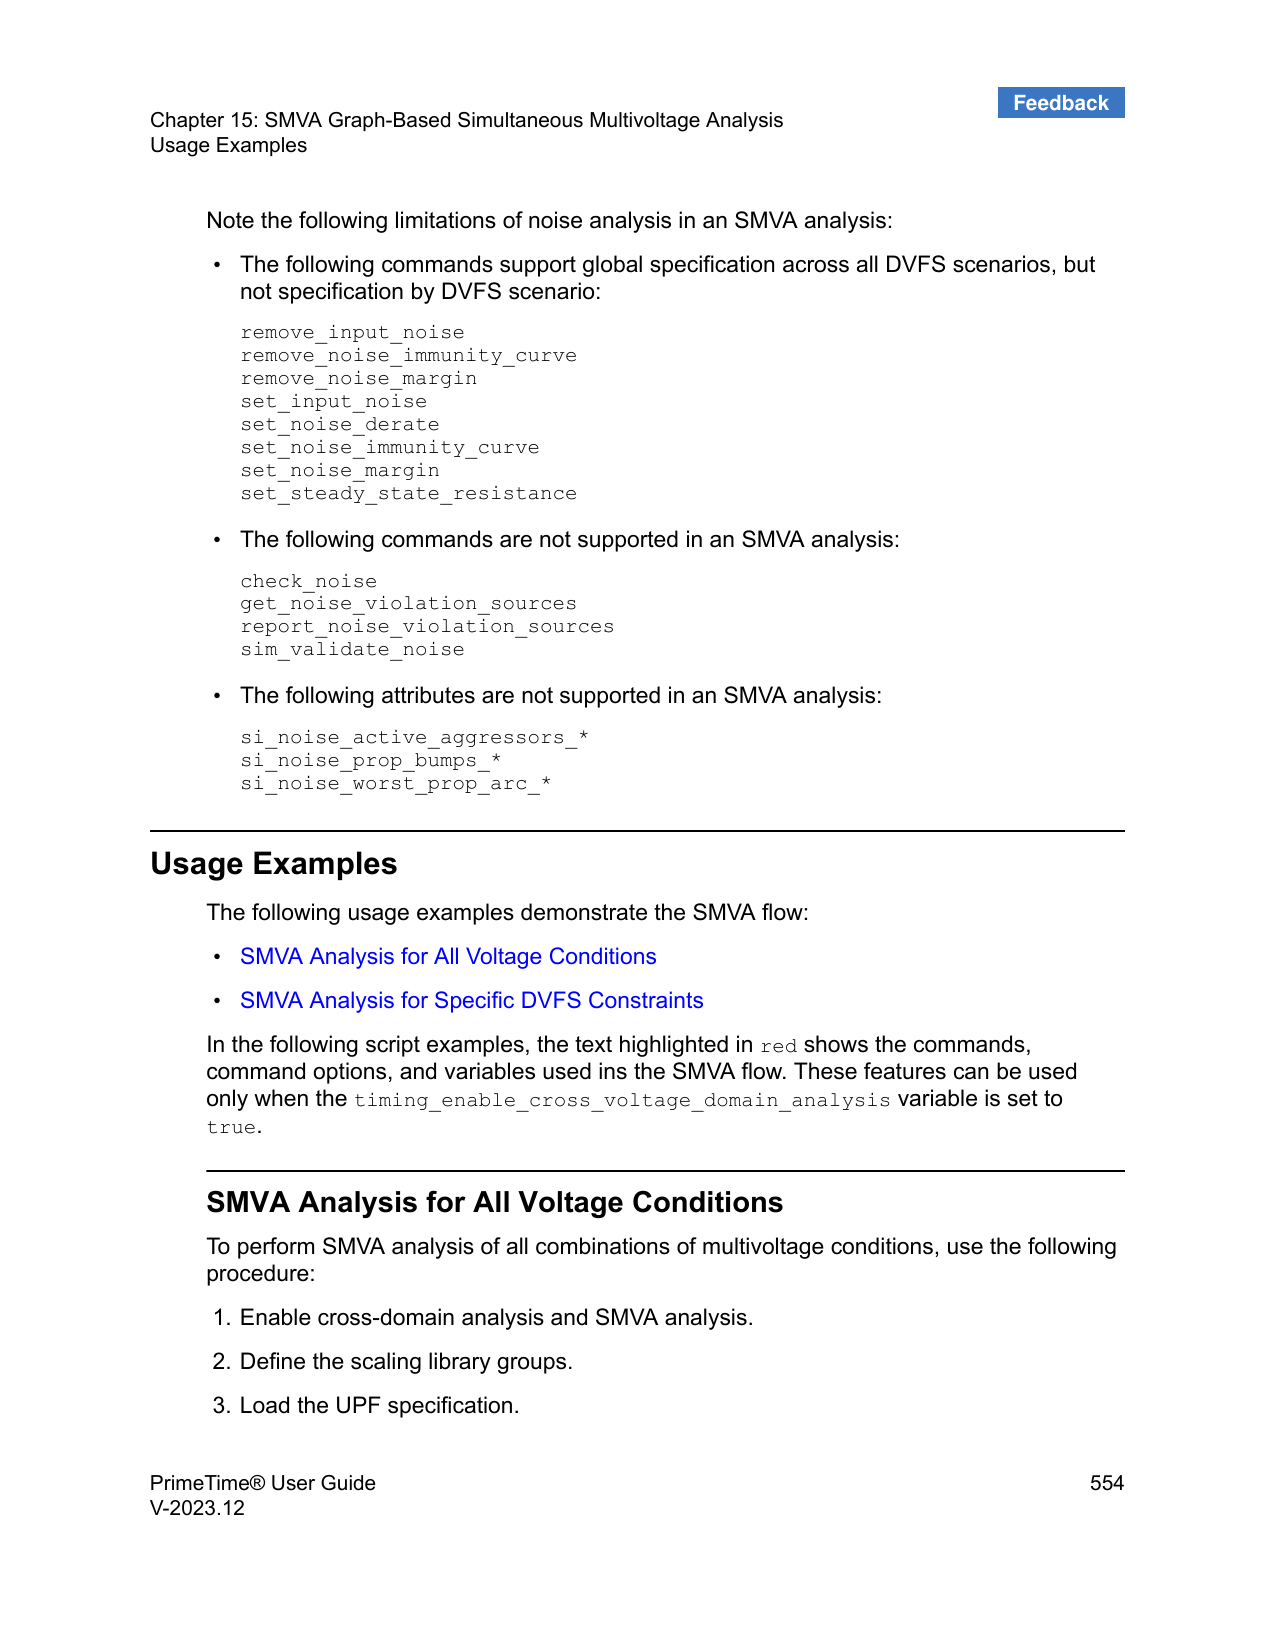 Feedback
Chapter 15: SMVA Graph-Based Simultaneous Multivoltage Analysis
Usage Examples
Note the following limitations of noise analysis in an SMVA analysis:
• The following commands support global specification across all DVFS scenarios, but
not specification by DVFS scenario:
remove_input_noise
remove_noise_immunity_curve
remove_noise_margin
set_input_noise
set_noise_derate
set_noise_immunity_curve
set_noise_margin
set_steady_state_resistance
• The following commands are not supported in an SMVA analysis:
check_noise
get_noise_violation_sources
report_noise_violation_sources
sim_validate_noise
• The following attributes are not supported in an SMVA analysis:
si_noise_active_aggressors_*
si_noise_prop_bumps_*
si_noise_worst_prop_arc_*
Usage Examples
The following usage examples demonstrate the SMVA flow:
• SMVA Analysis for All Voltage Conditions
• SMVA Analysis for Specific DVFS Constraints
In the following script examples, the text highlighted in red shows the commands,
command options, and variables used ins the SMVA flow. These features can be used
only when the timing_enable_cross_voltage_domain_analysis variable is set to
true.
SMVA Analysis for All Voltage Conditions
To perform SMVA analysis of all combinations of multivoltage conditions, use the following
procedure:
1. Enable cross-domain analysis and SMVA analysis.
2. Define the scaling library groups.
3. Load the UPF specification.
PrimeTime® User Guide 554
V-2023.12